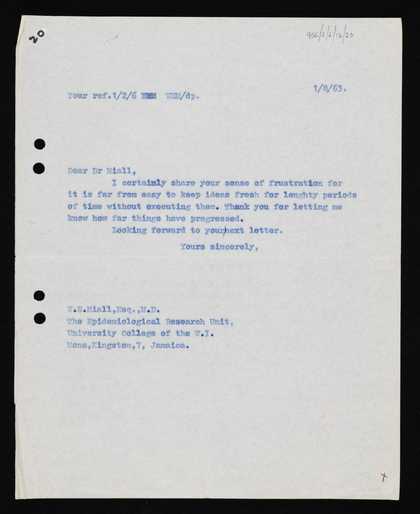 20
1/8/63.
Your ref.1/2/6 WEM/dp.
Dear Dr Miall,
I certainly share your sense of frustration for
it is far from easy to keep ideas fresh for lenghty periods
of time without executing them. Thank you for letting me
know how far things have progressed.
Looking forward to yournext letter.
Yours sincerely,
W.E.Miall,Esq.,M.D.
The Epidemiological Research Unit,
University College of the W.I.
Mona,Kingston,7, Jamaica.
x